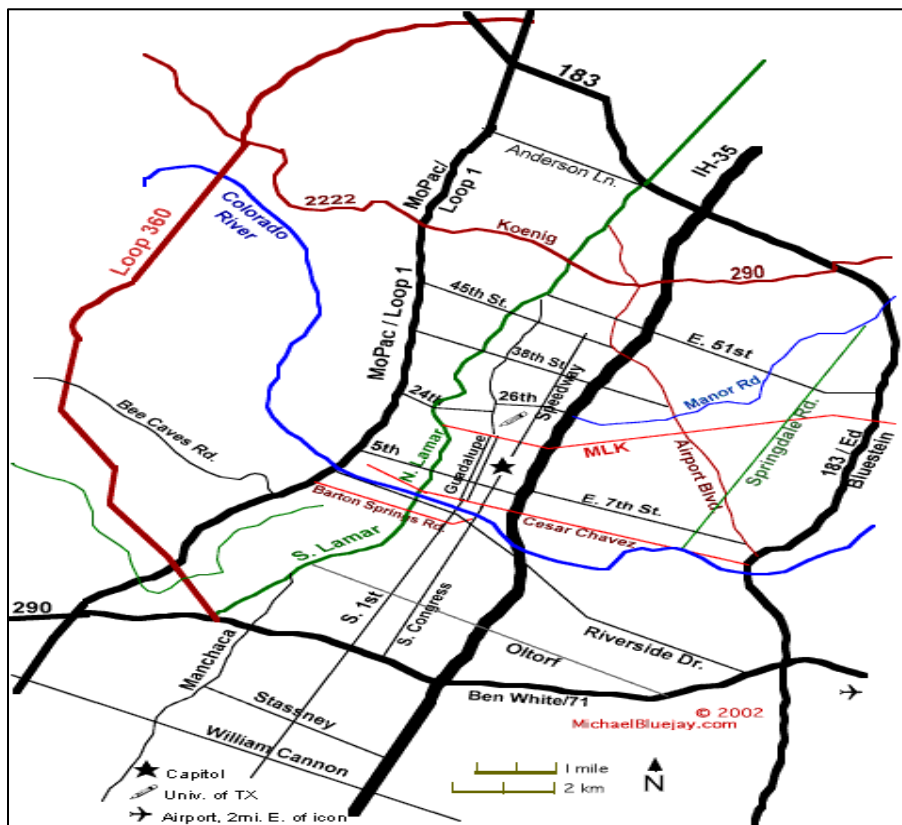 183
IH-35
Anderson Ln.
MoPac/
Loop 1
2222
Koenig
290
Colorado
River
Loop 360
MoPac / Loop 1
45th St.
E. 51st
38th St.
Speedway
Manor Rd
24th
26th
Springdale Rd.
Bee Caves Rd.
5th
N. Lamar
Guadalupe
MLK
Airport Blvd
183 / Ed
Bluestein
E. 7th St.
Barton Springs Rd.
Cesar Chavez
S. Lamar
290
S. 1st
S. Congress
Riverside Dr.
Oltorf
Manchaca
Stassney
Ben White/71
William Cannon
© 2002
MichaelBluejay.com
Capitol
Univ. of TX
Airport, 2mi. E. of icon
1 mile
2 km
N